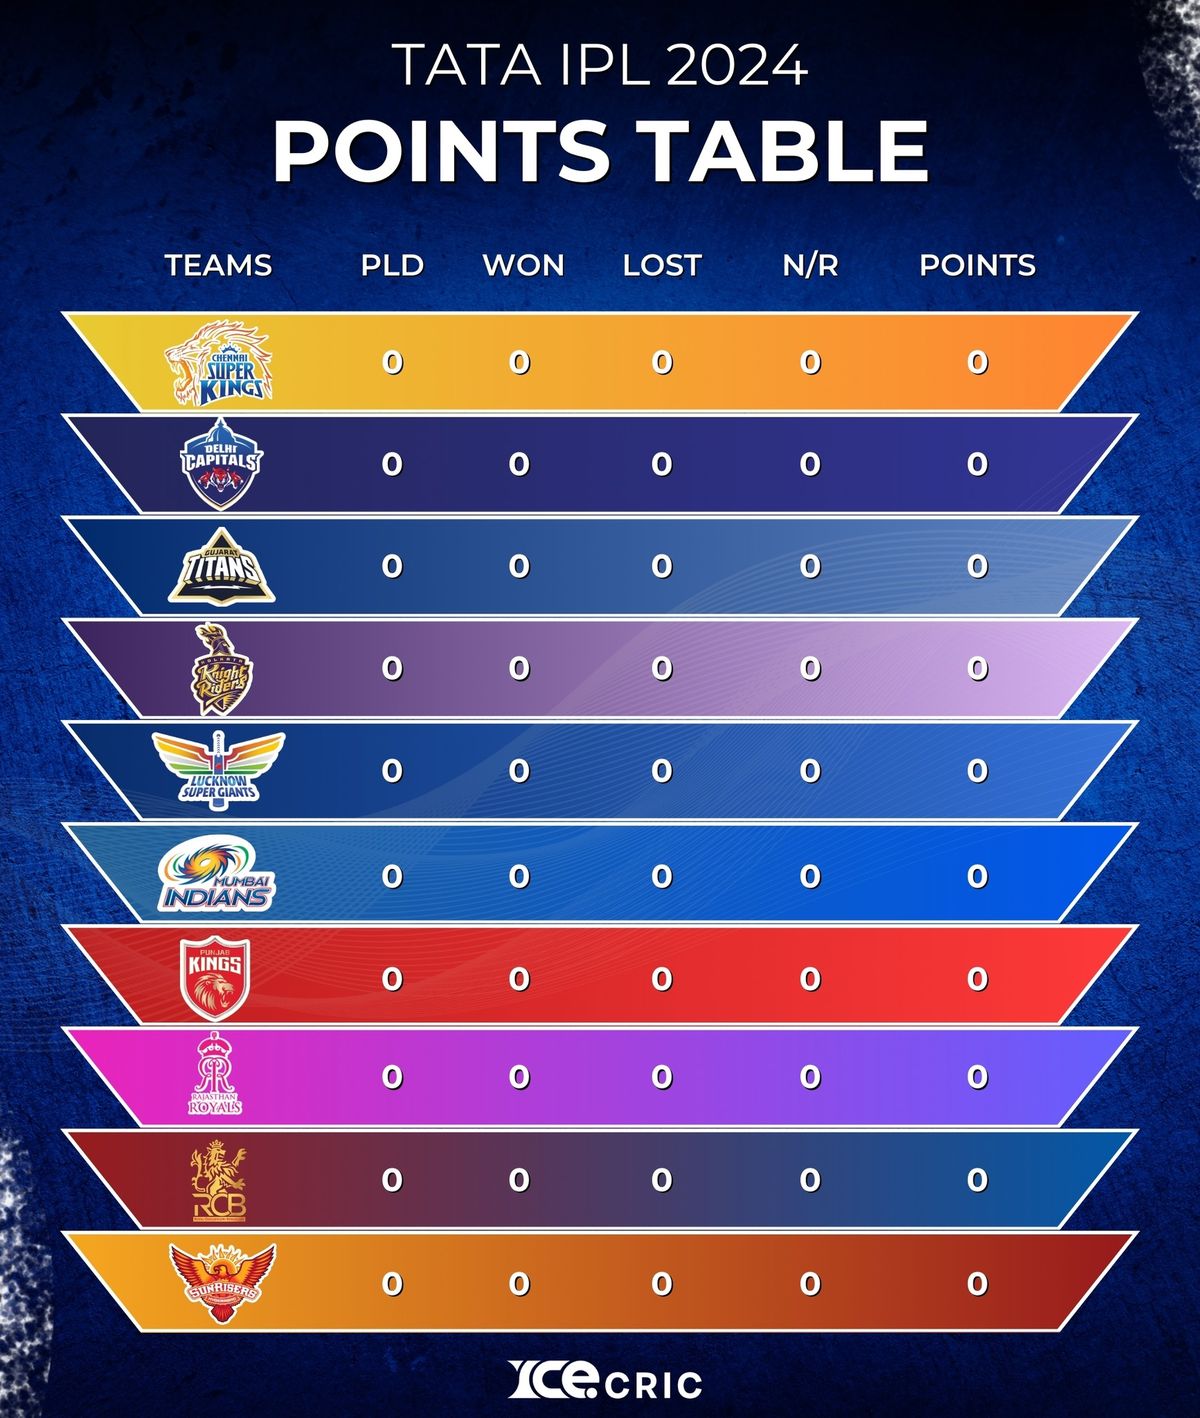 TATA IPL 2024
POINTS TABLE
TEAMS PLD WON LOST N/R POINTS
CHENNAI
SUPER
KINGS
0 0 0 0 0
DELHI
CAPITALS
0 0 0 0 0
GUJARAT
TITANS
0 0 0 0 0
KOLKATA
Knight
Riders
0 0 0 0 0
LUCKNOW
SUPER GIANTS
0 0 0 0 0
MUMBAI
INDIANS
0 0 0 0 0
PUNJAB
KINGS
0 0 0 0 0
RAJASTHAN
ROYALS
0 0 0 0 0
RCB
0 0 0 0 0
SUNRISERS
0 0 0 0 0
ICE.CRIC